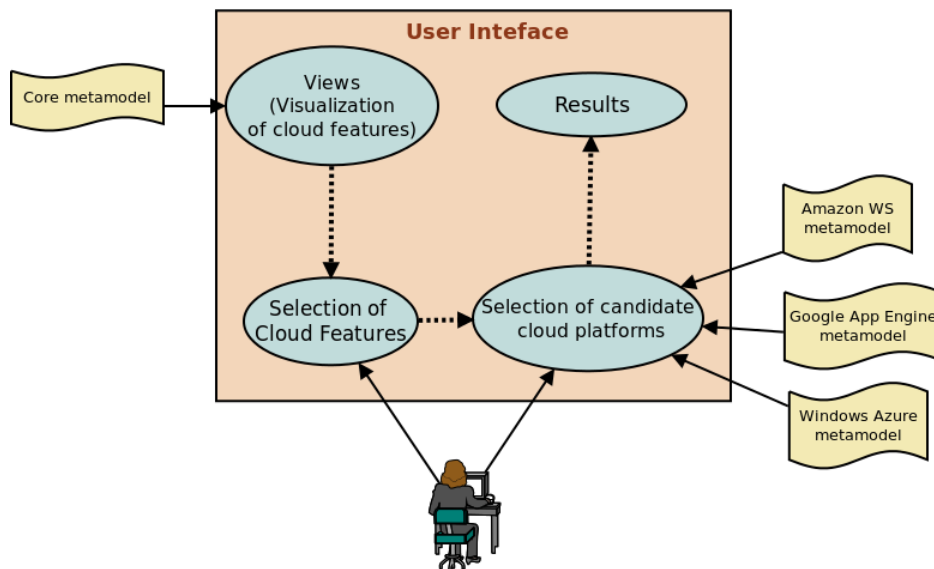 User Inteface
Core metamodel
Views
(Visualization
of cloud features)
Results
Amazon WS
metamodel
Selection of
Cloud Features
Selection of candidate
cloud platforms
Google App Engine
metamodel
Windows Azure
metamodel